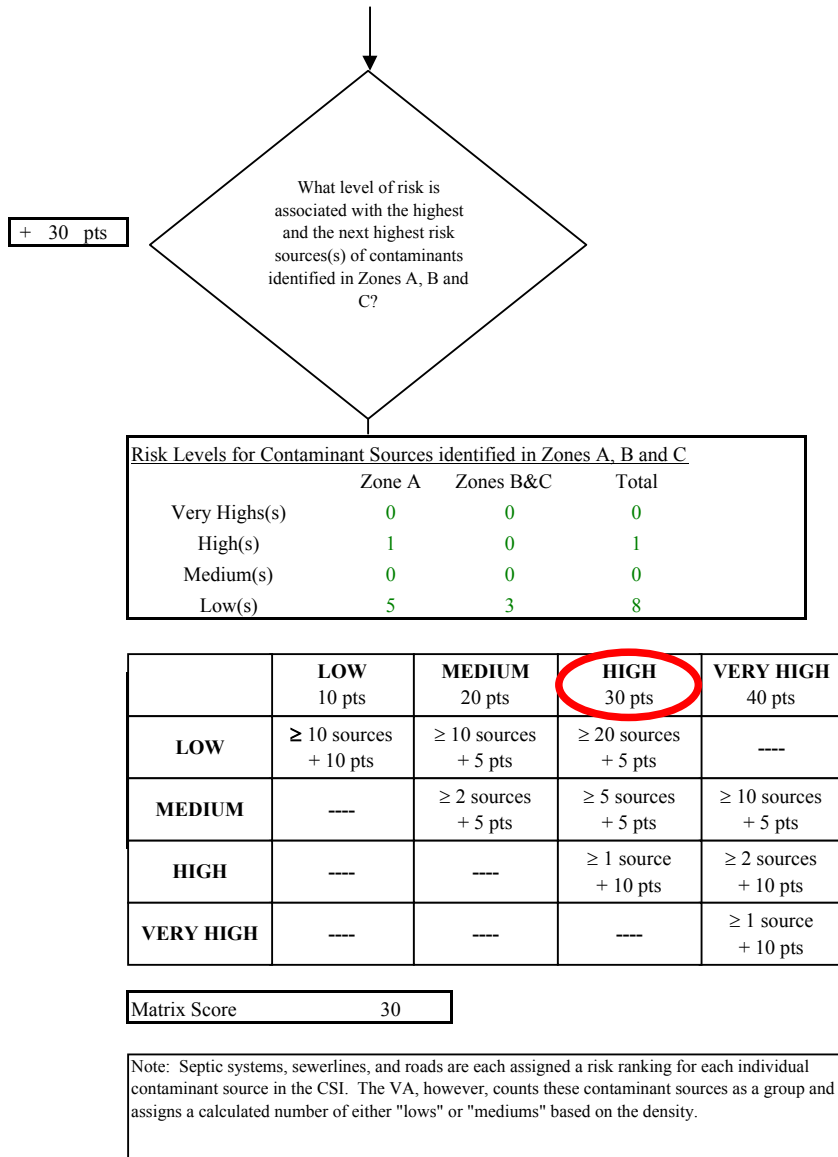 What level of risk is
associated with the highest
and the next highest risk
sources(s) of contaminants
identified in Zones A, B and
C?
+ 30 pts
Risk Levels for Contaminant Sources identified in Zones A, B and C
Zone A Zones B&C Total
Very Highs(s) 0 0 0
High(s) 1 0 1
Medium(s) 0 0 0
Low(s) 5 3 8
LOW MEDIUM HIGH VERY HIGH
10 pts 20 pts 30 pts 40 pts
LOW ≥ 10 sources ≥ 10 sources ≥ 20 sources ----
+ 10 pts + 5 pts + 5 pts
MEDIUM ---- ≥ 2 sources ≥ 5 sources ≥ 10 sources
+ 5 pts + 5 pts + 5 pts
HIGH ---- ---- ≥ 1 source ≥ 2 sources
+ 10 pts + 10 pts
VERY HIGH ---- ---- ---- ≥ 1 source
+ 10 pts
Matrix Score 30
Note: Septic systems, sewerlines, and roads are each assigned a risk ranking for each individual
contaminant source in the CSI. The VA, however, counts these contaminant sources as a group and
assigns a calculated number of either "lows" or "mediums" based on the density.